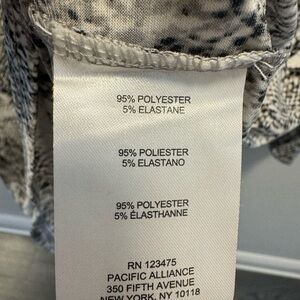 95% POLYESTER
5% ELASTANE
95% POLIESTER
5% ELASTANO
95% POLYESTER
5% ÉLASTHANNE
RN 123475
PACIFIC ALLIANCE
350 FIFTH AVENUE
NEW YORK, NY 10118